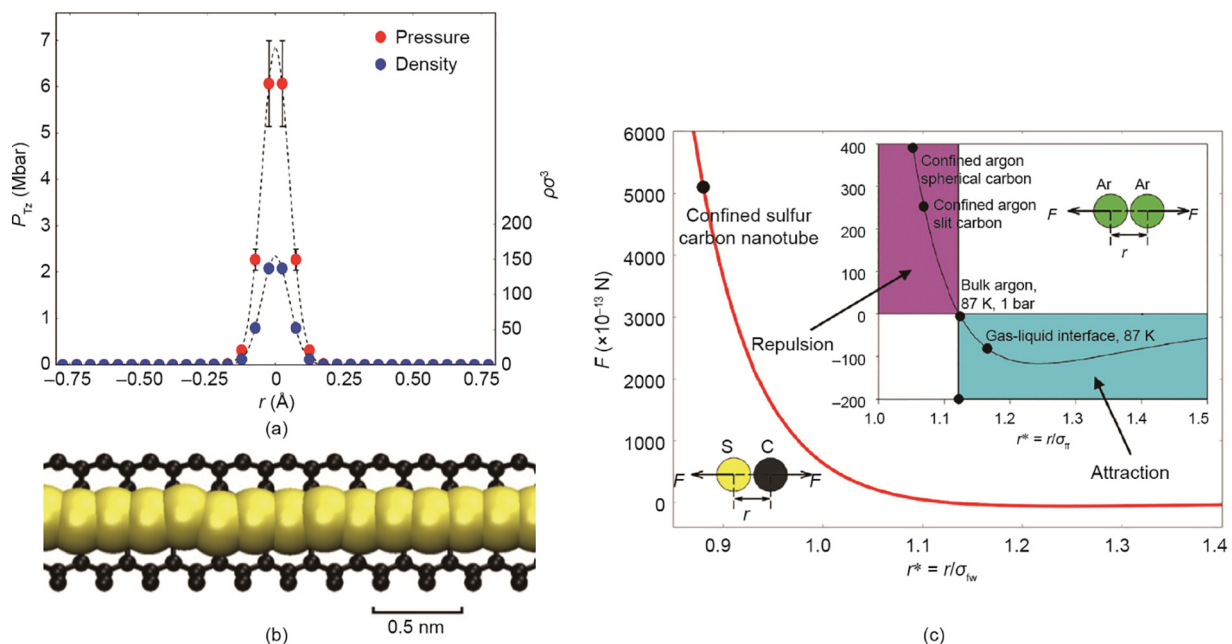 (a)
7
6
5
4
3
2
1
0
P_Tz (Mbar)
Pressure
Density
200
150
100
50
0
ρσ³
−0.75 −0.50 −0.25 0 0.25 0.50 0.75
r (Å)
(a)
0.5 nm
(b)
6000
5000
4000
3000
2000
1000
0
F (× 10⁻¹³ N)
Confined sulfur
carbon nanotube
S C
F F
r
0.9 1.0 1.1 1.2 1.3 1.4
r* = r/σ_fw
400
300
200
100
0
−100
−200
Confined argon
spherical carbon
Confined argon
slit carbon
Ar Ar
F F
r
Bulk argon,
87 K, 1 bar
Gas-liquid interface, 87 K
Repulsion
Attraction
1.0 1.1 1.2 1.3 1.4 1.5
r* = r/σ_ff
(c)